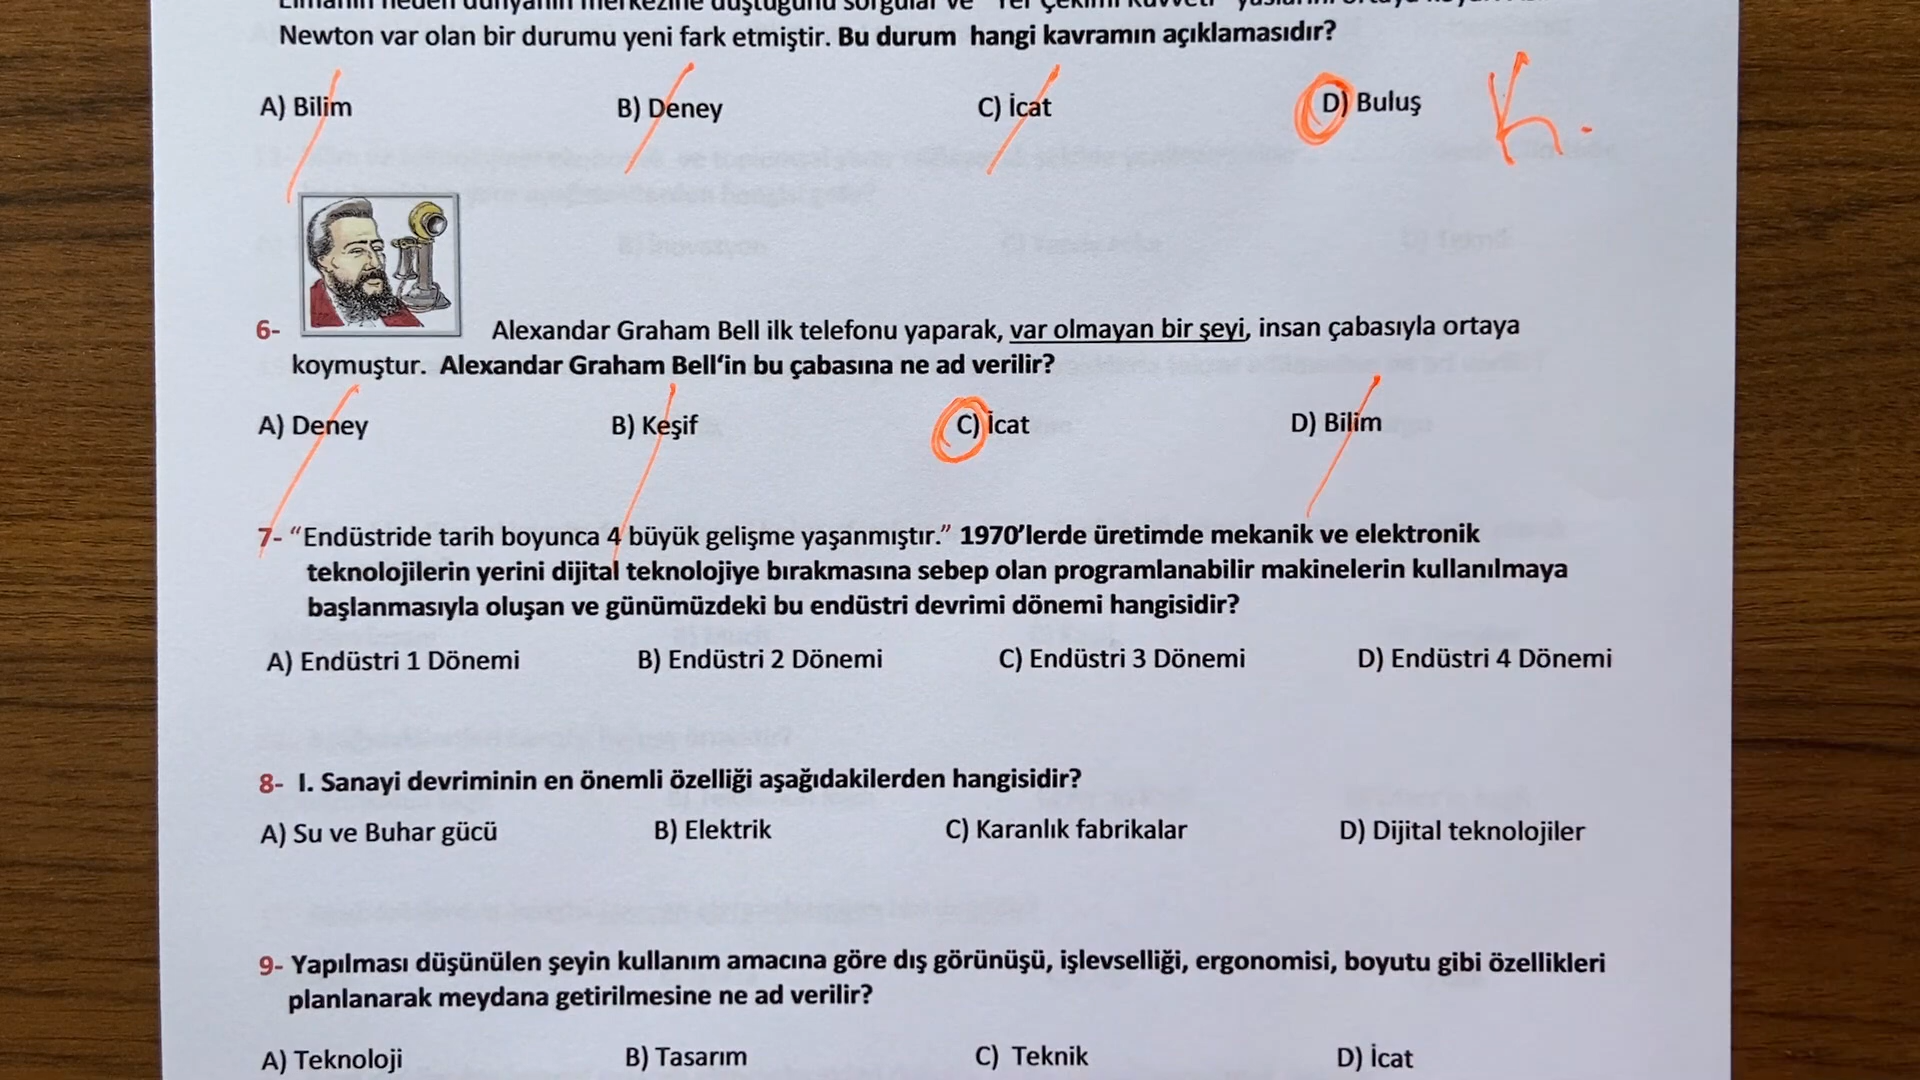 Newton var olan bir durumu yeni fark etmiştir. Bu durum hangi kavramın açıklamasıdır?
A) Bilim B) Deney C) İcat D) Buluş K.
6- Alexandar Graham Bell ilk telefonu yaparak, var olmayan bir şeyi, insan çabasıyla ortaya
koymuştur. Alexandar Graham Bell‘in bu çabasına ne ad verilir?
A) Deney B) Keşif C) İcat D) Bilim
7- “Endüstride tarih boyunca 4 büyük gelişme yaşanmıştır.” 1970’lerde üretimde mekanik ve elektronik
teknolojilerin yerini dijital teknolojiye bırakmasına sebep olan programlanabilir makinelerin kullanılmaya
başlanmasıyla oluşan ve günümüzdeki bu endüstri devrimi dönemi hangisidir?
A) Endüstri 1 Dönemi B) Endüstri 2 Dönemi C) Endüstri 3 Dönemi D) Endüstri 4 Dönemi
8- I. Sanayi devriminin en önemli özelliği aşağıdakilerden hangisidir?
A) Su ve Buhar gücü B) Elektrik C) Karanlık fabrikalar D) Dijital teknolojiler
9- Yapılması düşünülen şeyin kullanım amacına göre dış görünüşü, işlevselliği, ergonomisi, boyutu gibi özellikleri
planlanarak meydana getirilmesine ne ad verilir?
A) Teknoloji B) Tasarım C) Teknik D) İcat